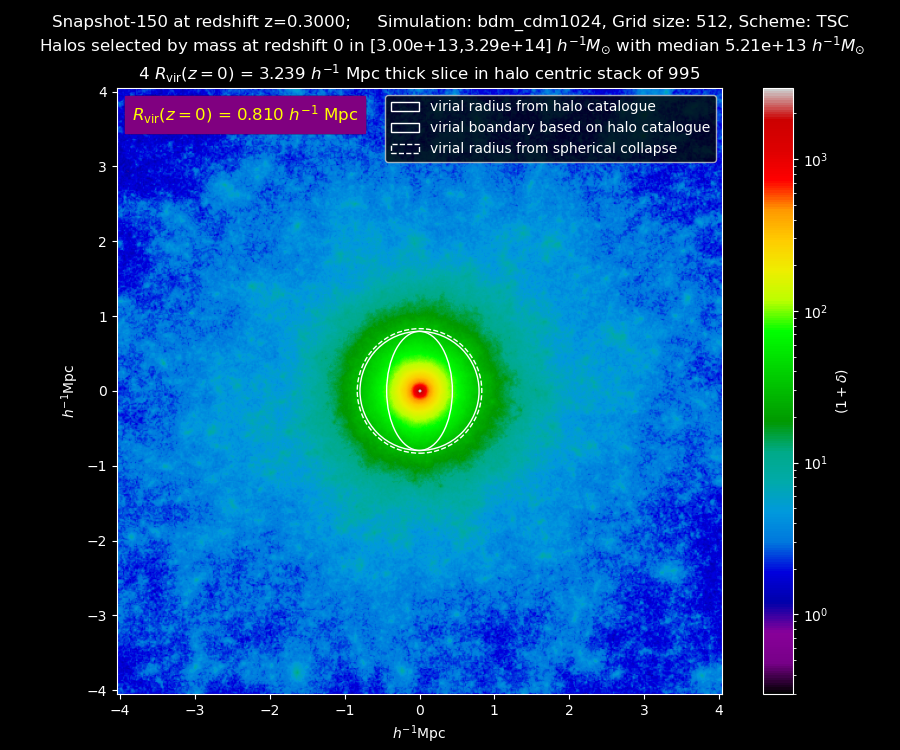 Snapshot-150 at redshift z=0.3000;     Simulation: bdm_cdm1024, Grid size: 512, Scheme: TSC
Halos selected by mass at redshift 0 in [3.00e+13,3.29e+14] h⁻¹M⊙ with median 5.21e+13 h⁻¹M⊙
4 R_vir(z = 0) = 3.239 h⁻¹ Mpc thick slice in halo centric stack of 995
R_vir(z = 0) = 0.810 h⁻¹ Mpc
virial radius from halo catalogue
virial boundary based on halo catalogue
virial radius from spherical collapse
4
3
2
1
0
−1
−2
−3
−4
h⁻¹Mpc
−4 −3 −2 −1 0 1 2 3 4
h⁻¹Mpc
10³
10²
10¹
10⁰
(1 + δ)